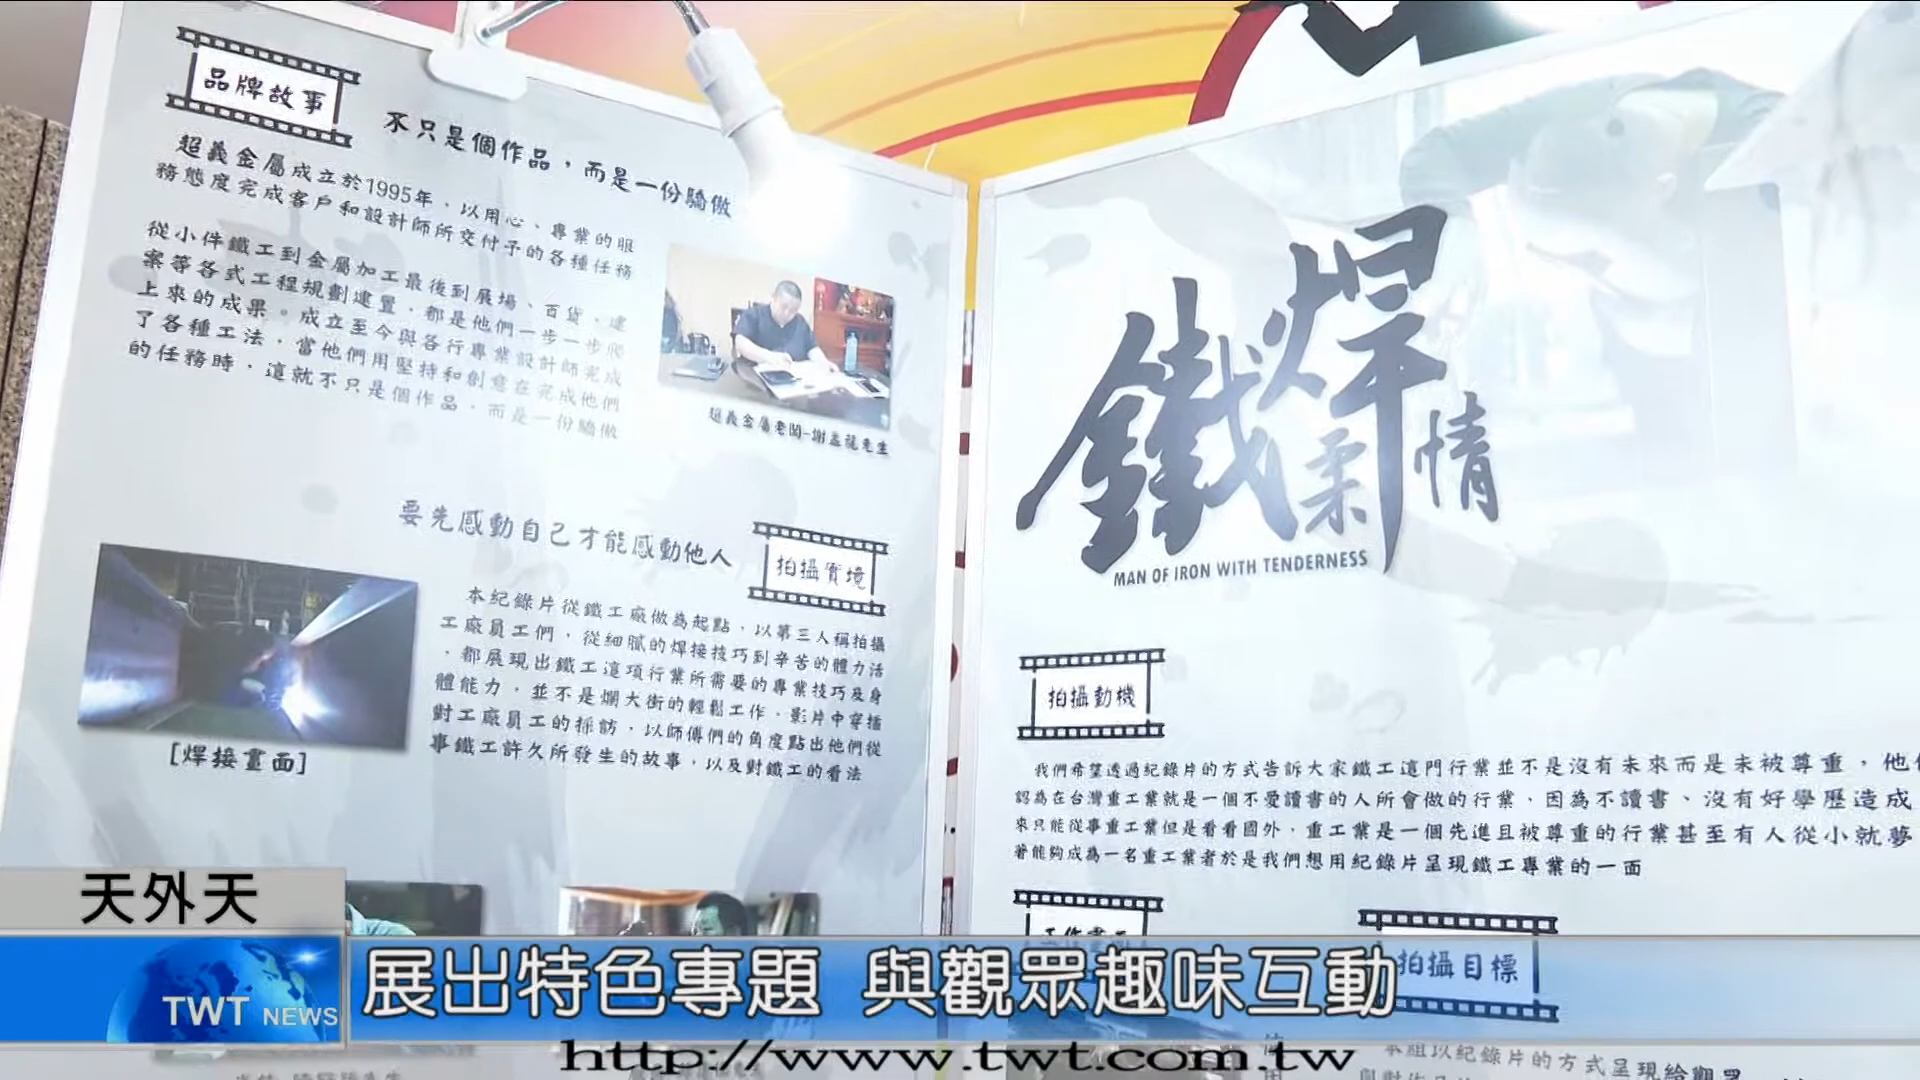 品牌故事
不只是個作品，而是一份驕傲
超義金屬成立於1995年、以用心、專業的服
務態度完成客戶和設計師所交付予的各種任務
從小件鐵工到金屬加工最後到展場、百貨、建
案等各式工程規劃建置，都是他們一步一步爬
上來的成果。成立至今與各行專業設計師完成
了各種工法，當他們用堅持和創意在完成他們
的任務時，這就不只是個作品，而是一份驕傲
超義金屬老闆-謝孟龍先生
要先感動自己才能感動他人
拍攝實境
本紀錄片從鐵工廠做為起點，以第三人稱拍攝
工廠員工們，從細膩的焊接技巧到辛苦的體力活
，都展現出鐵工這項行業所需要的專業技巧及身
體能力，並不是爛大街的輕鬆工作，影片中穿插
對工廠員工的採訪，以師傅們的角度點出他們從
事鐵工許久所發生的故事，以及對鐵工的看法
[焊接畫面]
鐵焊柔情
MAN OF IRON WITH TENDERNESS
拍攝動機
我們希望透過紀錄片的方式告訴大家鐵工這門行業並不是沒有未來而是未被尊重，他
認為在台灣重工業就是一個不愛讀書的人所會做的行業，因為不讀書、沒有好學歷造成
來只能從事重工業但是看看國外，重工業是一個先進且被尊重的行業甚至有人從小就夢
著能夠成為一名重工業者於是我們想用紀錄片呈現鐵工專業的一面
拍攝目標
本組以紀錄片的方式呈現給觀眾
天外天
TWT NEWS
展出特色專題 與觀眾趣味互動
http://www.twt.com.tw